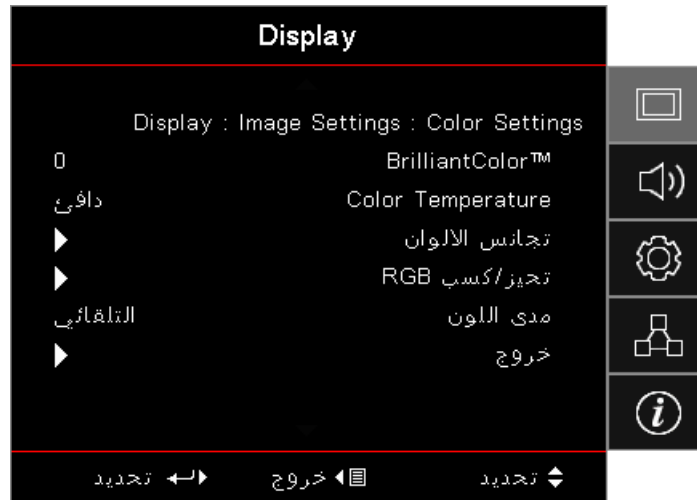 Display
Display : Image Settings : Color Settings
BrilliantColor™ 0
Color Temperature دافئ
تجانس الالوان
تحيز/كسب RGB
مدى اللون التلقائي
خروج
تحديد خروج تحديد